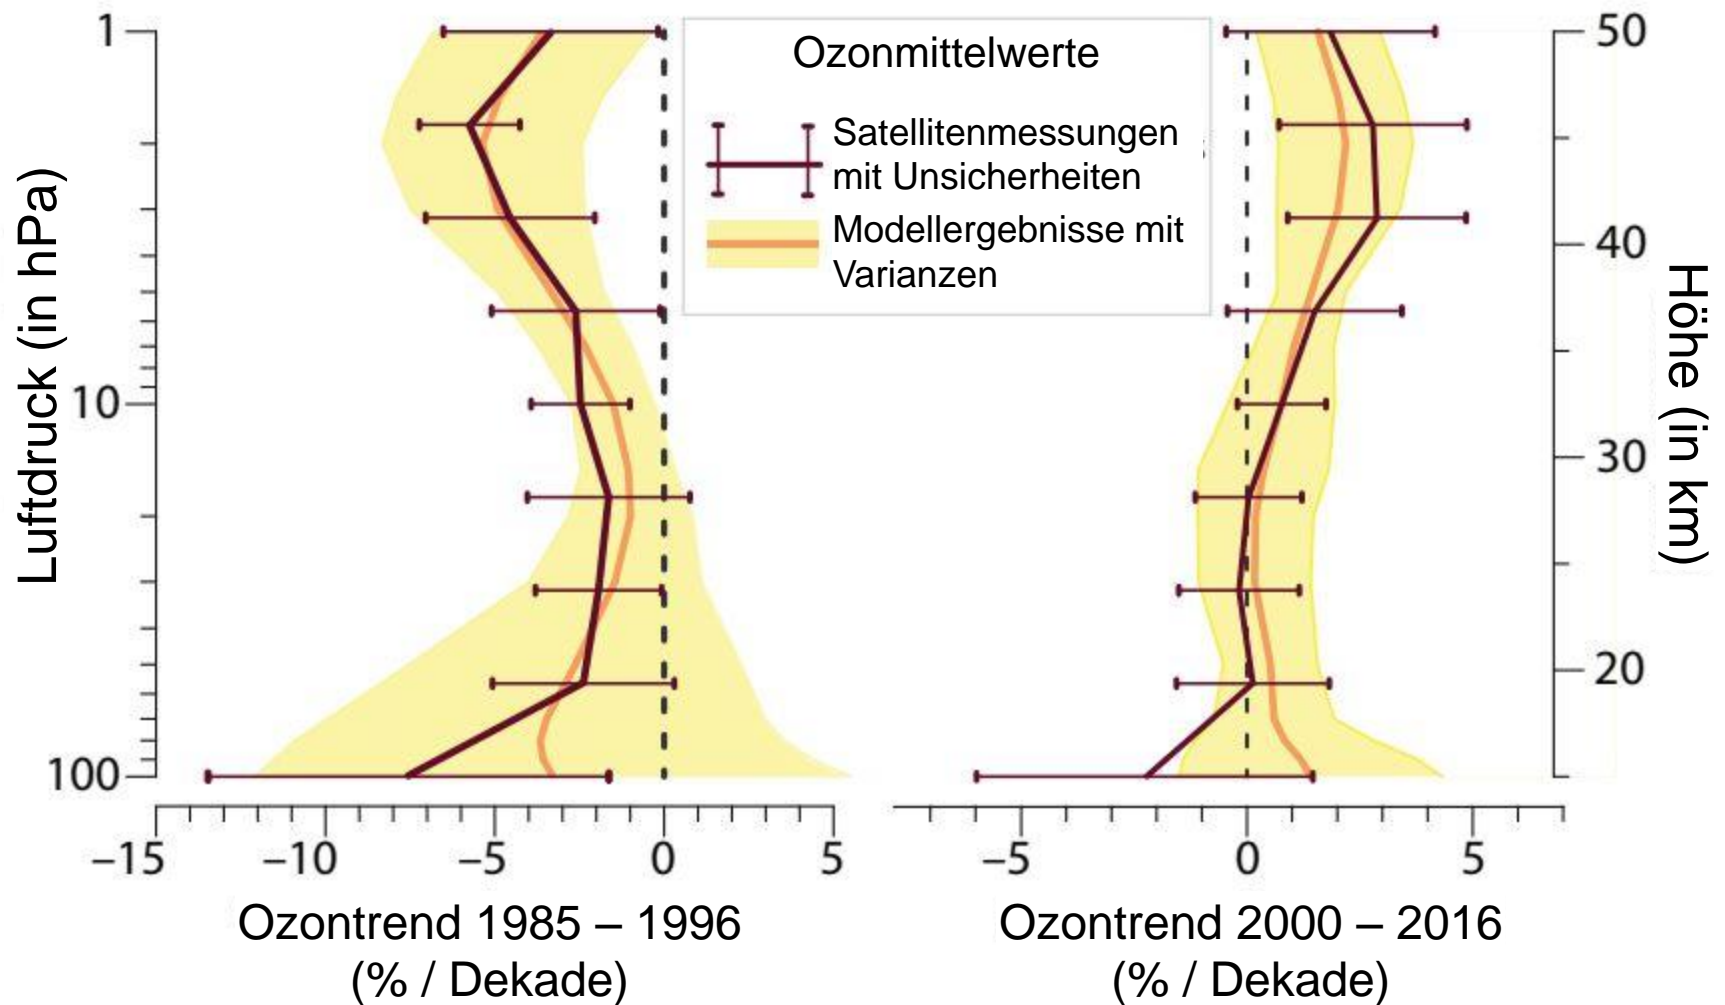 Ozonmittelwerte
Satellitenmessungen
mit Unsicherheiten
Modellergebnisse mit
Varianzen
Luftdruck (in hPa)
1
10
100
50
40
30
20
Höhe (in km)
−15 −10 −5 0 5
−5 0 5
Ozontrend 1985 – 1996
(% / Dekade)
Ozontrend 2000 – 2016
(% / Dekade)